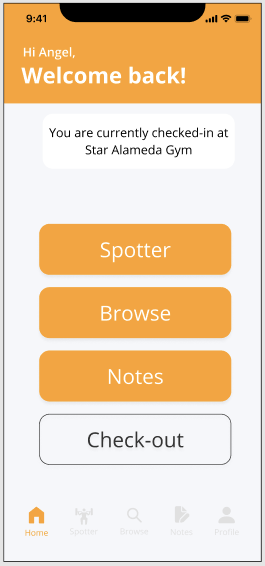 9:41
Hi Angel,
Welcome back!
You are currently checked-in at
Star Alameda Gym
Spotter
Browse
Notes
Check-out
Home Spotter Browse Notes Profile